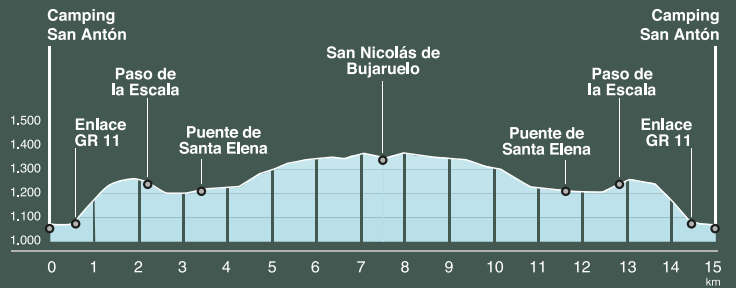 Camping
San Antón
Camping
San Antón
San Nicolás de
Bujaruelo
Paso de
la Escala
Paso de
la Escala
Enlace
GR 11
Puente de
Santa Elena
Puente de
Santa Elena
Enlace
GR 11
1.500
1.400
1.300
1.200
1.100
1.000
0 1 2 3 4 5 6 7 8 9 10 11 12 13 14 15
km